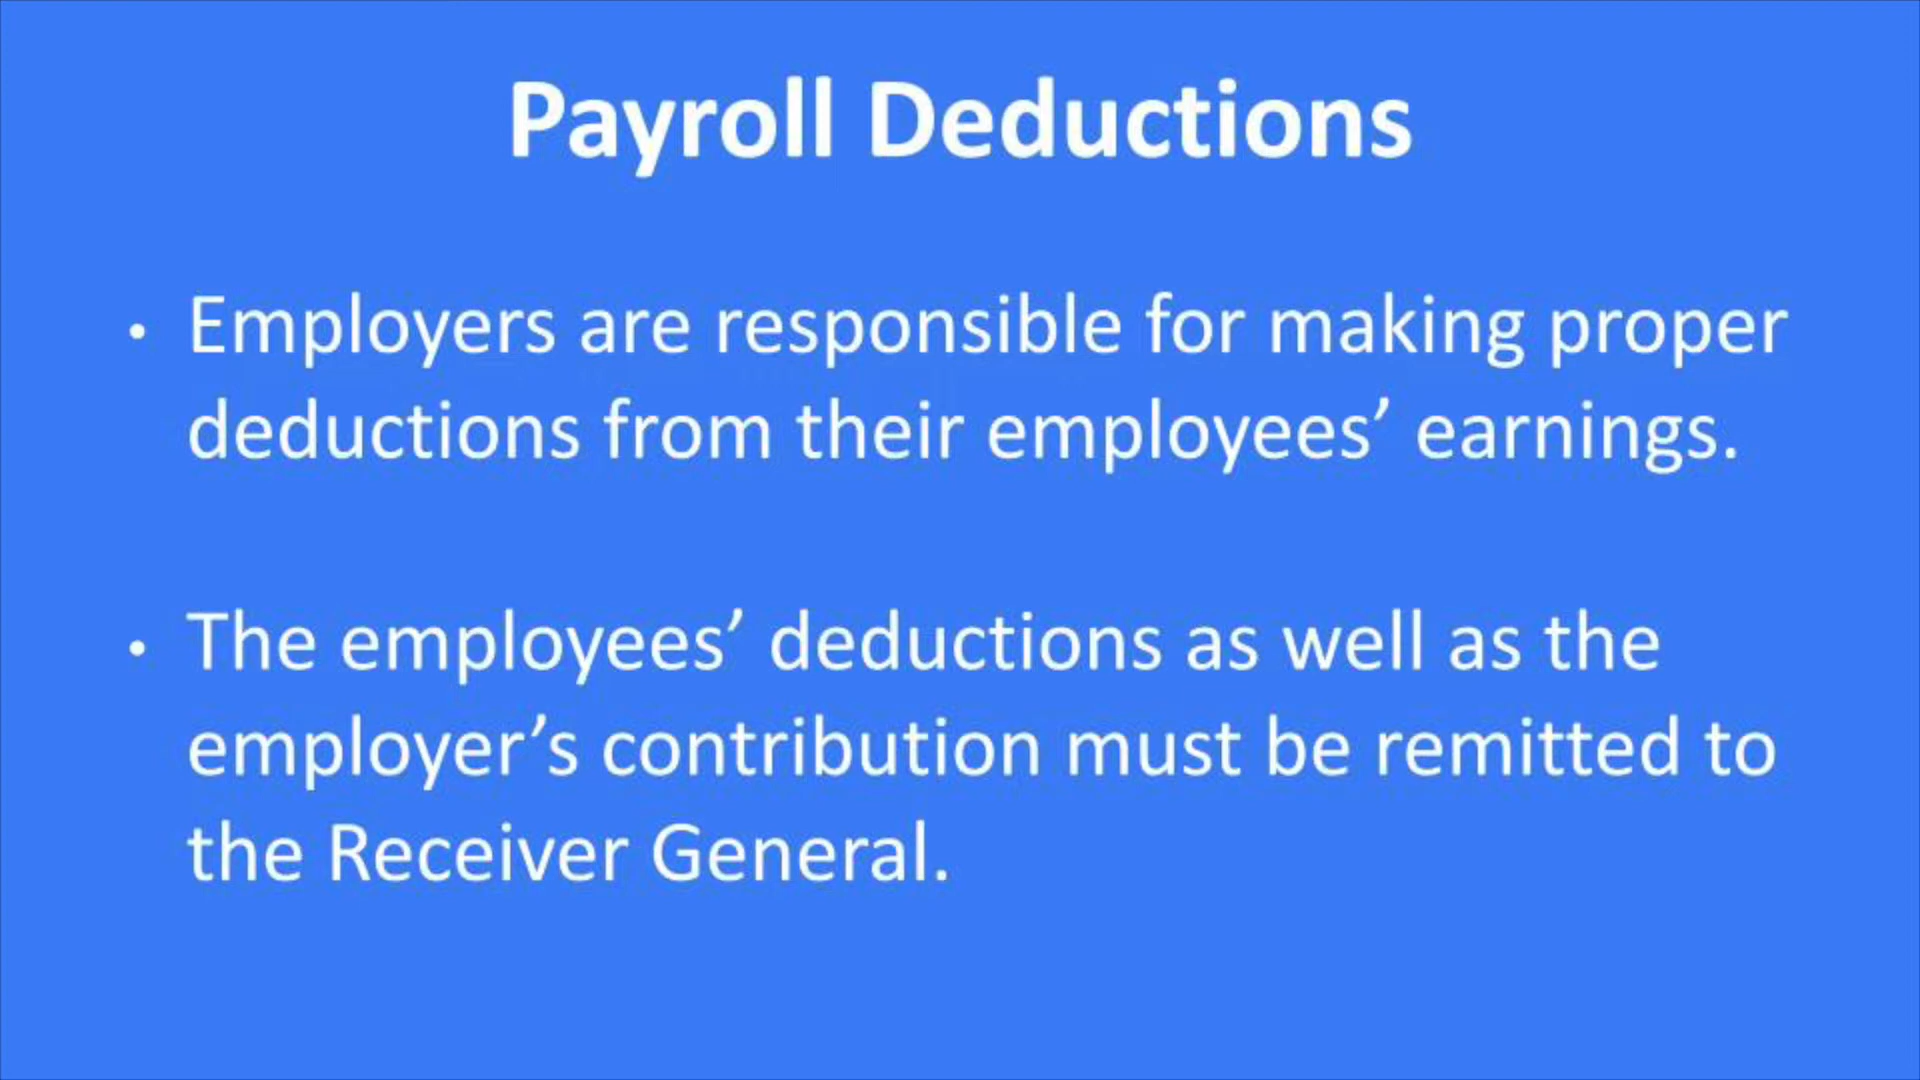 Payroll Deductions
• Employers are responsible for making proper
deductions from their employees’ earnings.
• The employees’ deductions as well as the
employer’s contribution must be remitted to
the Receiver General.